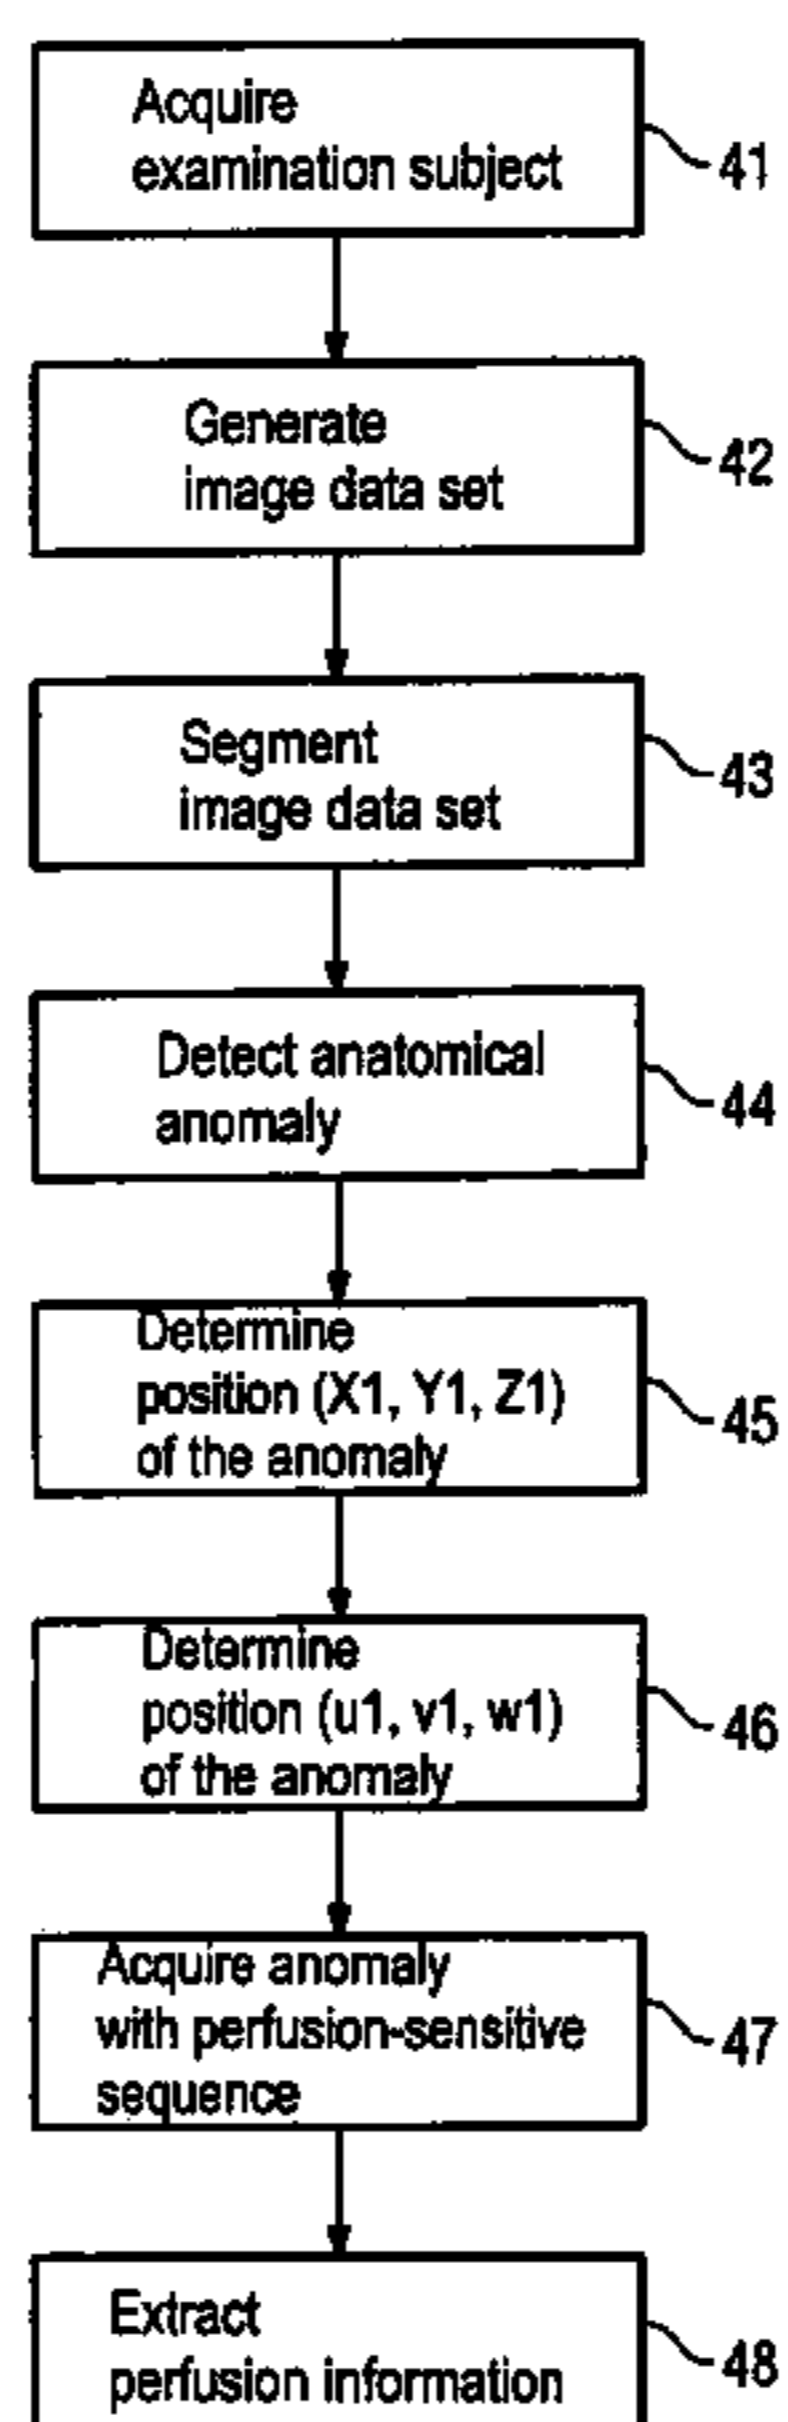 Acquire
examination subject
41
Generate
image data set
42
Segment
image data set
43
Detect anatomical
anomaly
44
Determine
position (X1, Y1, Z1)
of the anomaly
45
Determine
position (u1, v1, w1)
of the anomaly
46
Acquire anomaly
with perfusion-sensitive
sequence
47
Extract
perfusion information
48